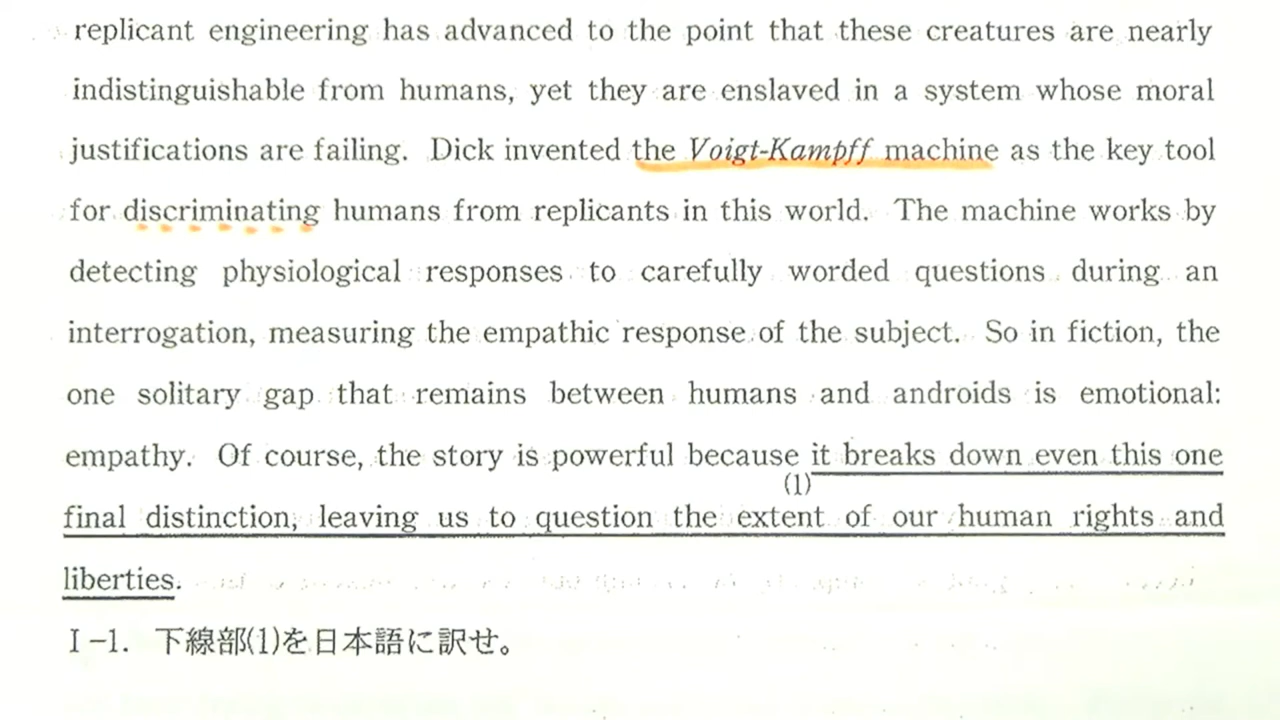 replicant engineering has advanced to the point that these creatures are nearly
indistinguishable from humans, yet they are enslaved in a system whose moral
justifications are failing. Dick invented the Voigt-Kampff machine as the key tool
for discriminating humans from replicants in this world. The machine works by
detecting physiological responses to carefully worded questions during an
interrogation, measuring the empathic response of the subject. So in fiction, the
one solitary gap that remains between humans and androids is emotional:
empathy. Of course, the story is powerful because it breaks down even this one
(1)
final distinction, leaving us to question the extent of our human rights and
liberties.
I-1. 下線部(1)を日本語に訳せ。